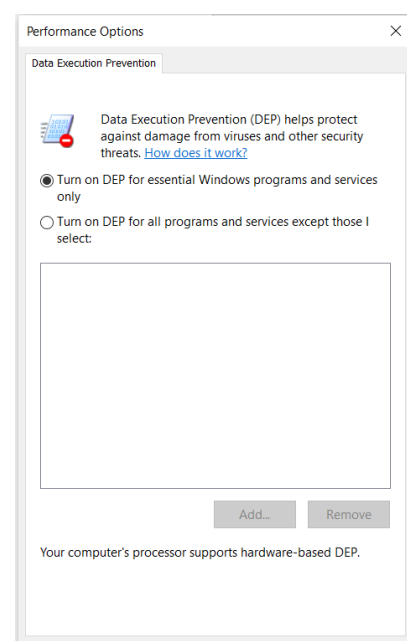 Performance Options
Data Execution Prevention
Data Execution Prevention (DEP) helps protect
against damage from viruses and other security
threats. How does it work?
Turn on DEP for essential Windows programs and services
only
Turn on DEP for all programs and services except those I
select:
Add...
Remove
Your computer's processor supports hardware-based DEP.